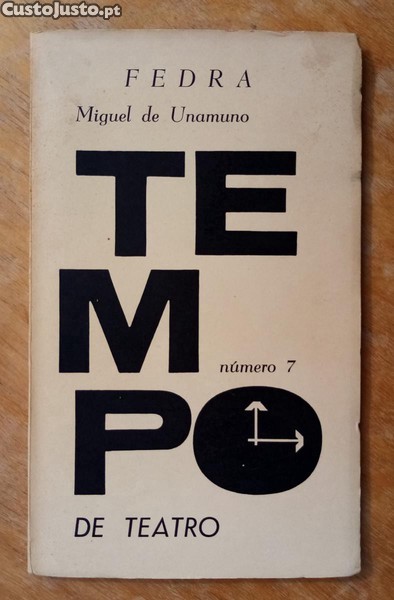 CustoJusto.pt
FEDRA
Miguel de Unamuno
TE
M
número 7
PO
DE TEATRO